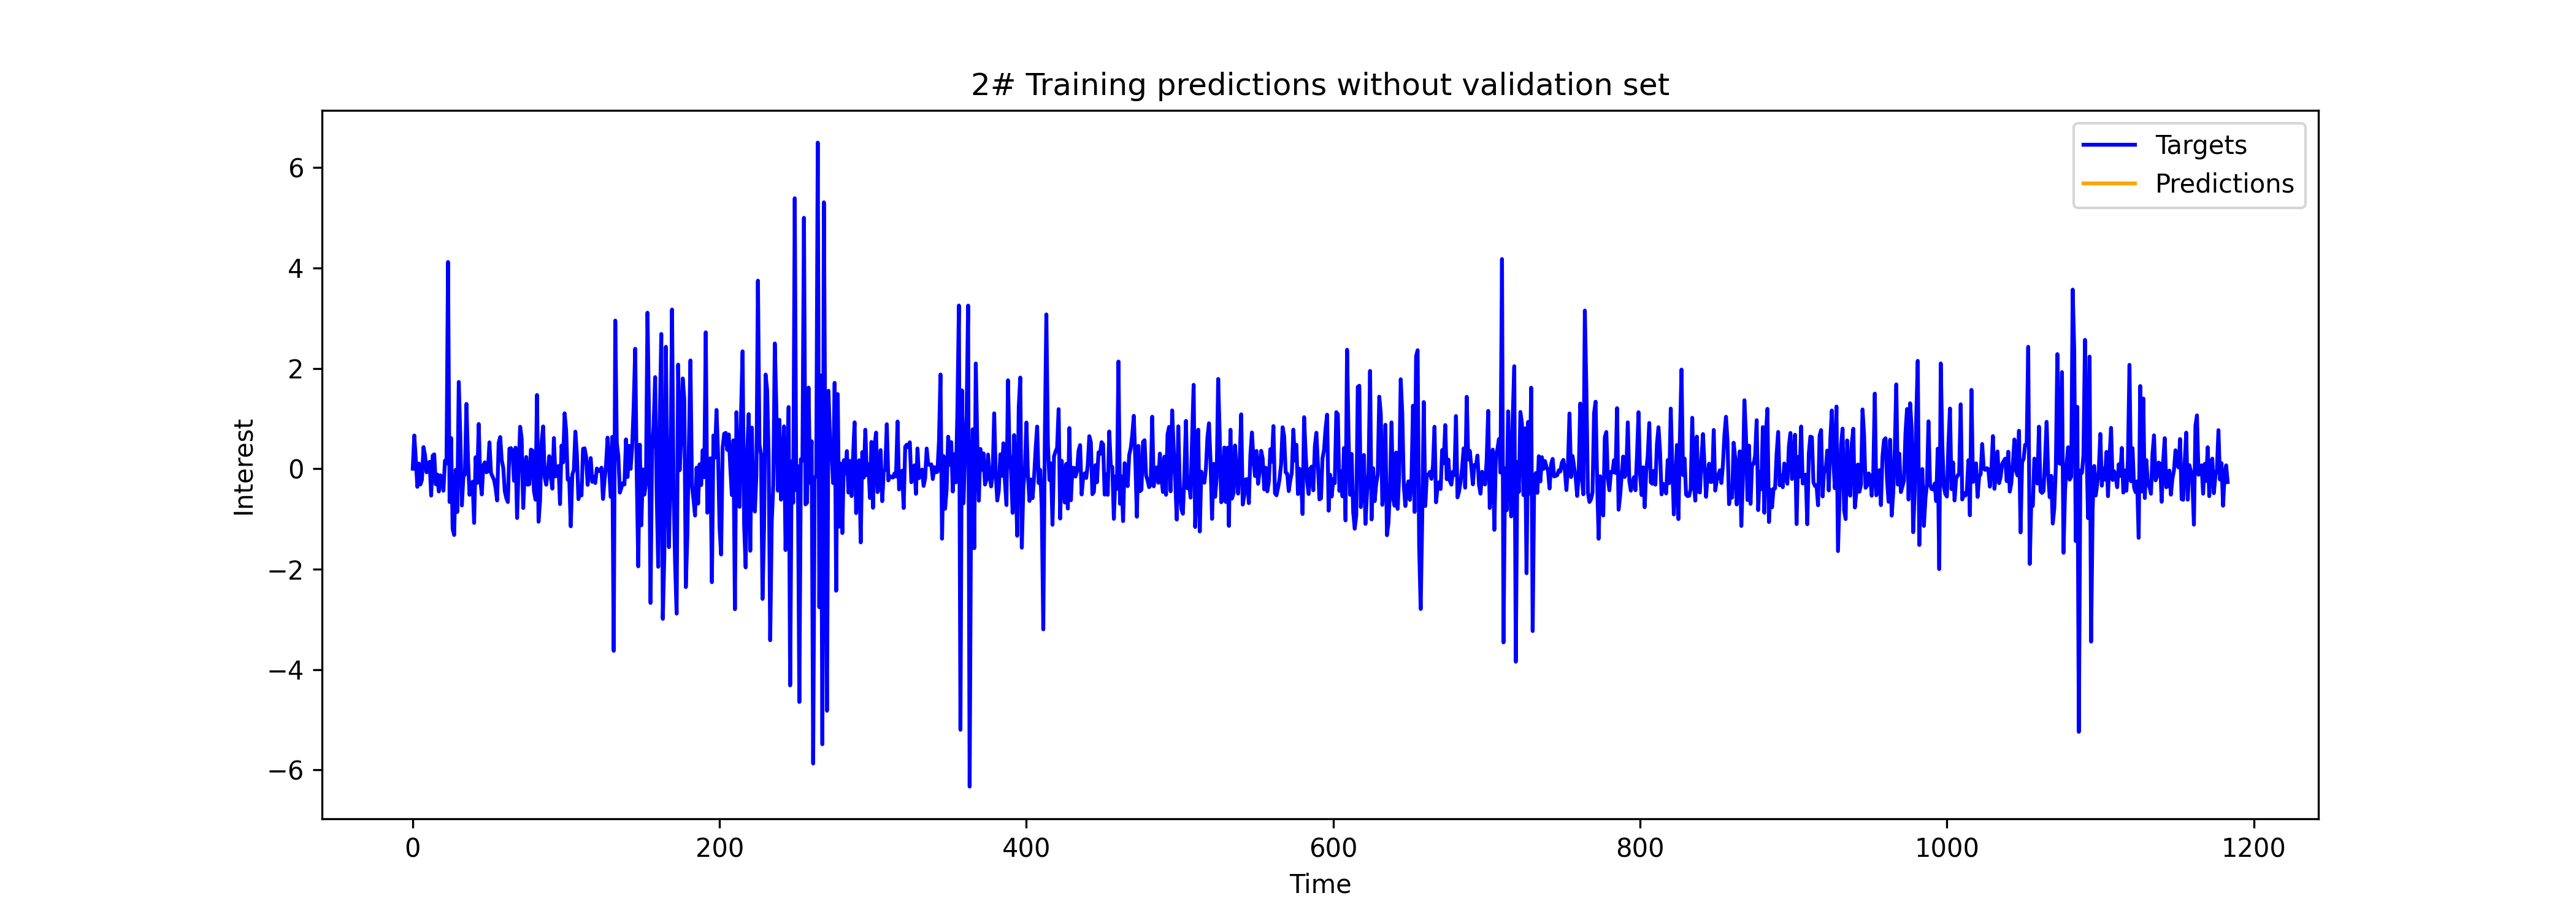 2# Training predictions without validation set
Targets
Predictions
Interest
6
4
2
0
−2
−4
−6
0 200 400 600 800 1000 1200
Time